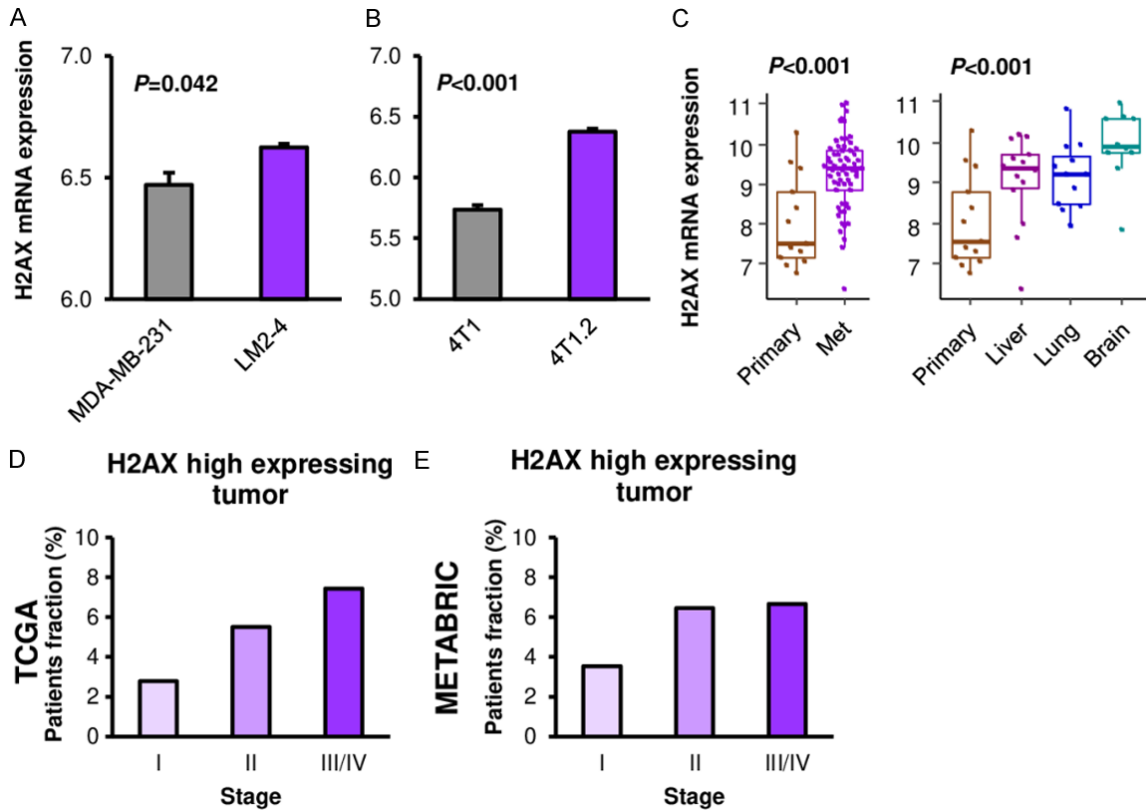 A
H2AX mRNA expression
7.0
6.5
6.0
P=0.042
MDA-MB-231
LM2-4
B
7.0
6.5
6.0
5.5
5.0
P<0.001
4T1
4T1.2
C
H2AX mRNA expression
P<0.001
11
10
9
8
7
Primary
Met
P<0.001
11
10
9
8
7
Primary
Liver
Lung
Brain
D
H2AX high expressing
tumor
TCGA
Patients fraction (%)
10
8
6
4
2
0
I
II
III/IV
Stage
E
H2AX high expressing
tumor
METABRIC
Patients fraction (%)
10
8
6
4
2
0
I
II
III/IV
Stage